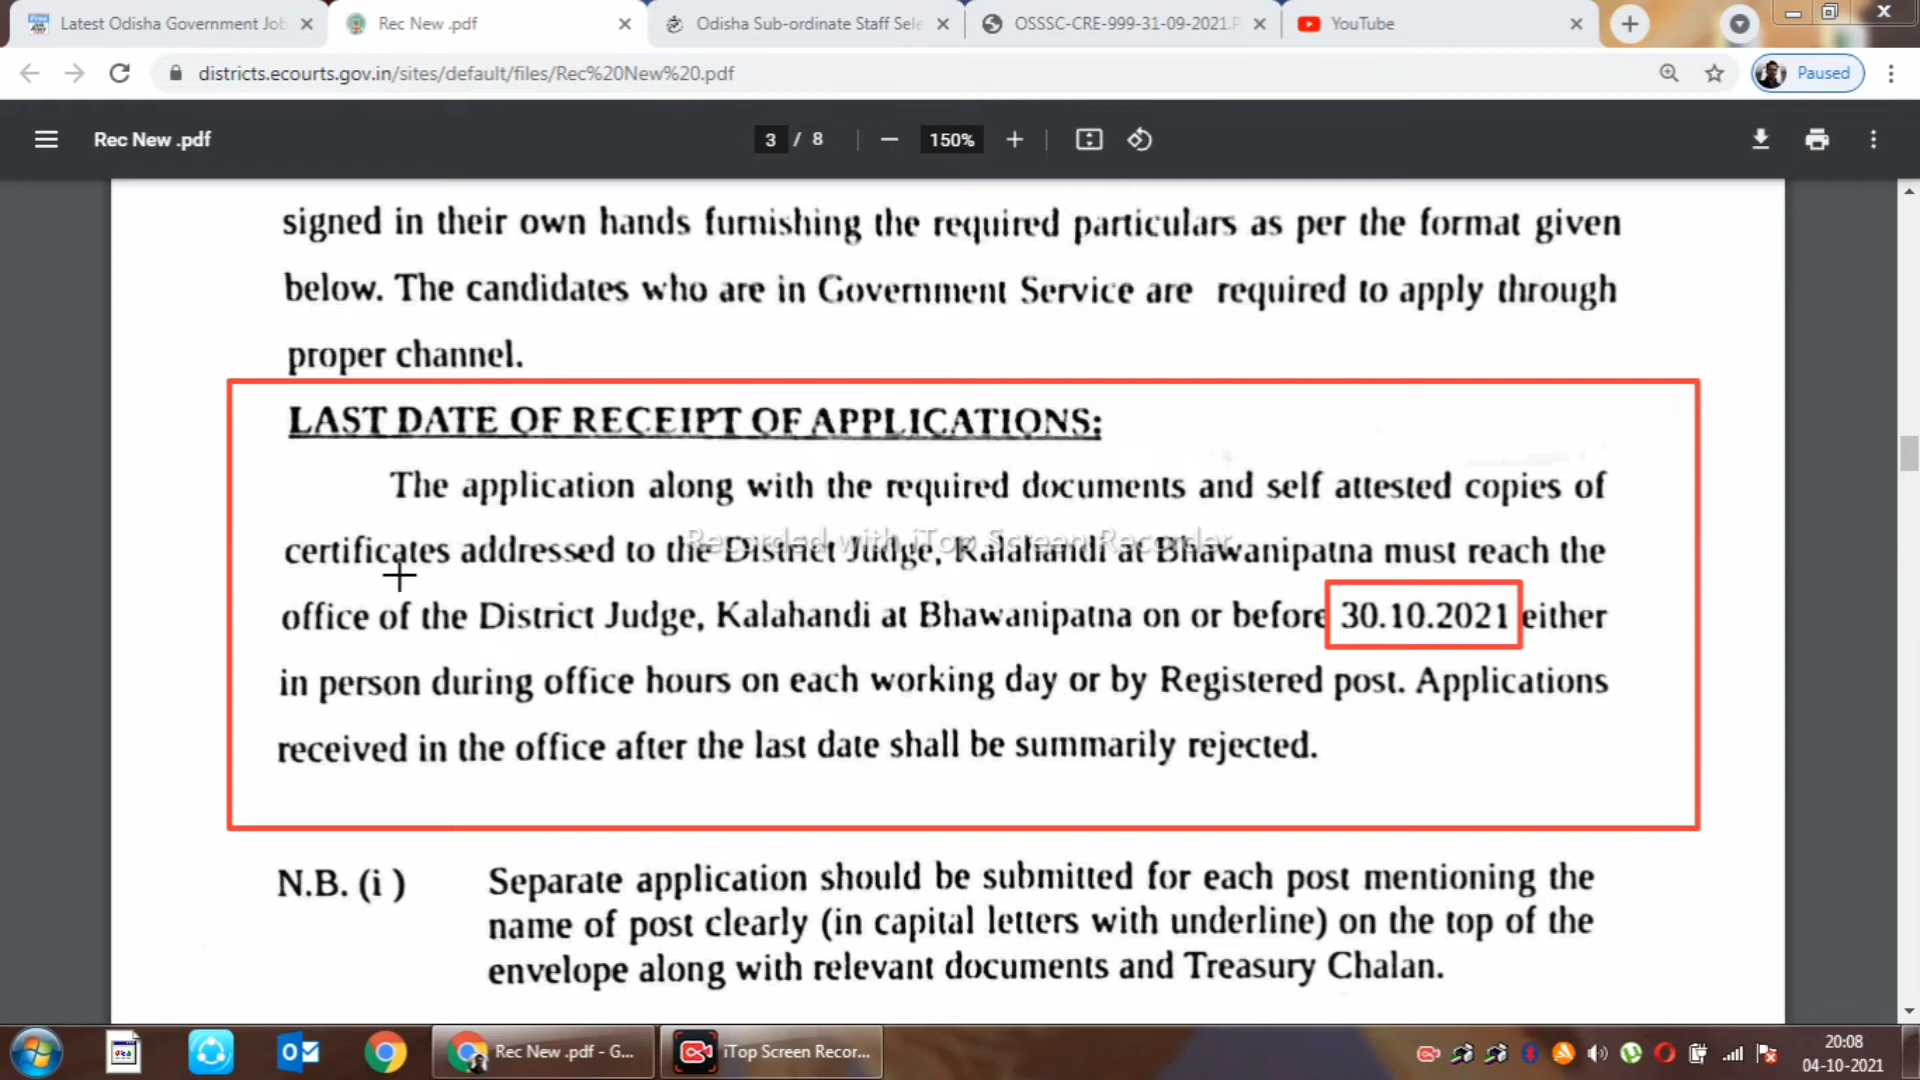 Latest Odisha Government Job
Rec New .pdf
Odisha Sub-ordinate Staff Sele
OSSSC-CRE-999-31-09-2021.P
YouTube
districts.ecourts.gov.in/sites/default/files/Rec%20New%20.pdf
Paused
Rec New .pdf
3 / 8
150%
signed in their own hands furnishing the required particulars as per the format given
below. The candidates who are in Government Service are required to apply through
proper channel.
LAST DATE OF RECEIPT OF APPLICATIONS:
The application along with the required documents and self attested copies of
Recorded with iTop Screen Recorder
certificates addressed to the District Judge, Kalahandi at Bhawanipatna must reach the
office of the District Judge, Kalahandi at Bhawanipatna on or before 30.10.2021 either
in person during office hours on each working day or by Registered post. Applications
received in the office after the last date shall be summarily rejected.
N.B. (i ) Separate application should be submitted for each post mentioning the
name of post clearly (in capital letters with underline) on the top of the
envelope along with relevant documents and Treasury Chalan.
Rec New .pdf - G...
iTop Screen Recor...
20:08
04-10-2021